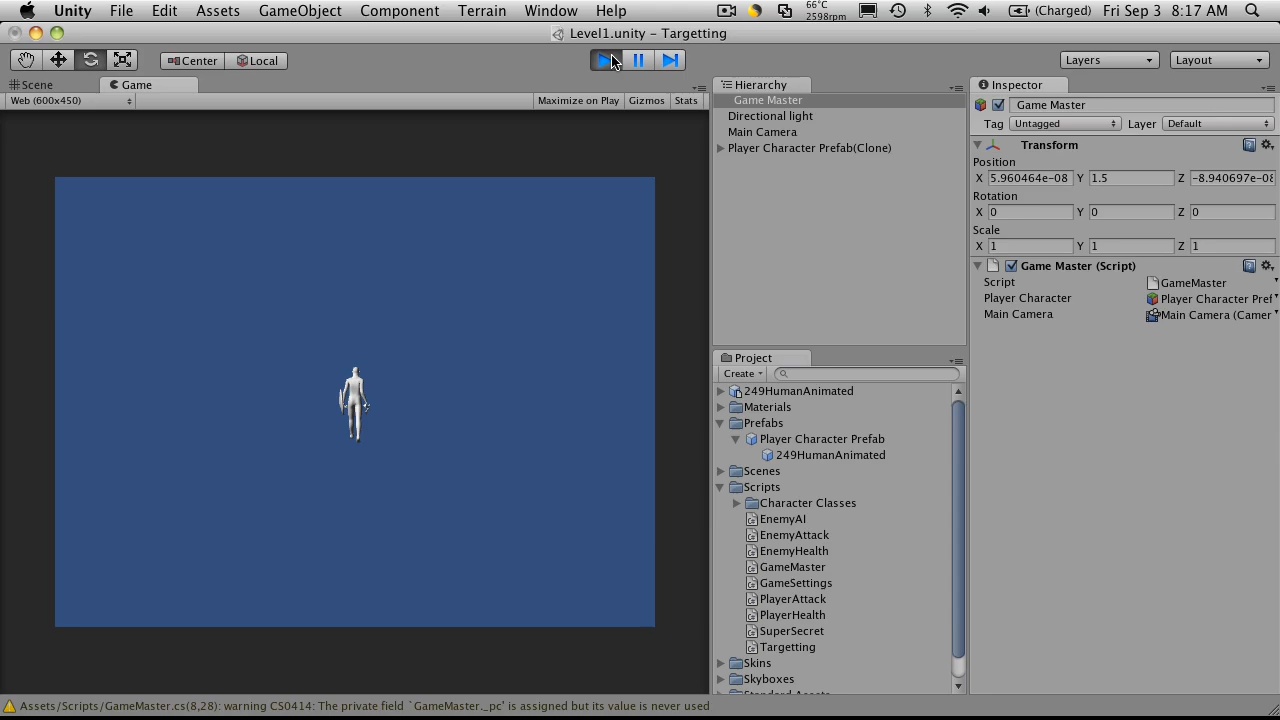 Unity File Edit Assets GameObject Component Terrain Window Help 66°C 2598rpm (Charged) Fri Sep 3 8:17 AM
Level1.unity – Targetting
Center Local Layers Layout
Scene Game
Web (600x450) Maximize on Play Gizmos Stats
Hierarchy
Game Master
Directional light
Main Camera
Player Character Prefab(Clone)
Project
Create
249HumanAnimated
Materials
Prefabs
Player Character Prefab
249HumanAnimated
Scenes
Scripts
Character Classes
EnemyAI
EnemyAttack
EnemyHealth
GameMaster
GameSettings
PlayerAttack
PlayerHealth
SuperSecret
Targetting
Skins
Skyboxes
Inspector
Game Master
Tag Untagged Layer Default
Transform
Position
X 5.960464e-08 Y 1.5 Z -8.940697e-08
Rotation
X 0 Y 0 Z 0
Scale
X 1 Y 1 Z 1
Game Master (Script)
Script GameMaster
Player Character Player Character Pref
Main Camera Main Camera (Camer
Assets/Scripts/GameMaster.cs(8,28): warning CS0414: The private field `GameMaster._pc' is assigned but its value is never used